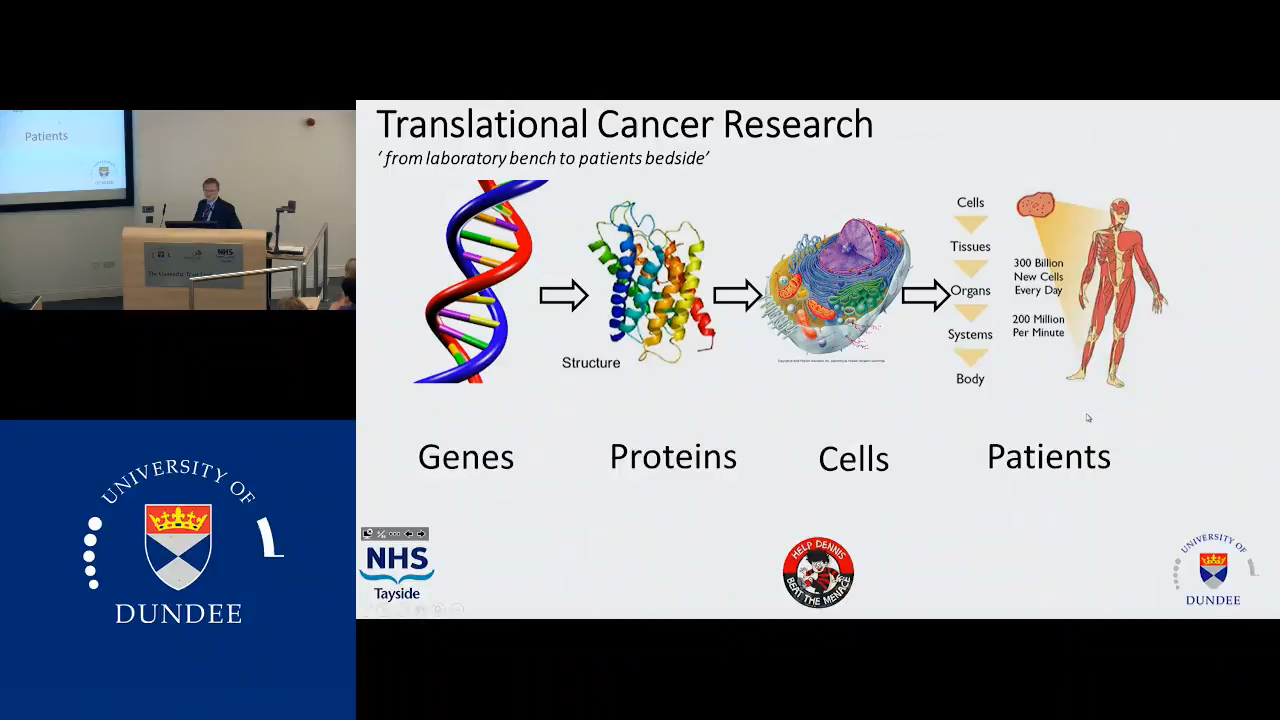 Patients
NHS
Translational Cancer Research
‘ from laboratory bench to patients bedside’
Structure
Cells
Tissues
Organs
Systems
Body
300 Billion
New Cells
Every Day
200 Million
Per Minute
Genes
Proteins
Cells
Patients
NHS
Tayside
HELP DENNIS
BEAT THE MENACE
UNIVERSITY OF
DUNDEE
UNIVERSITY OF
DUNDEE